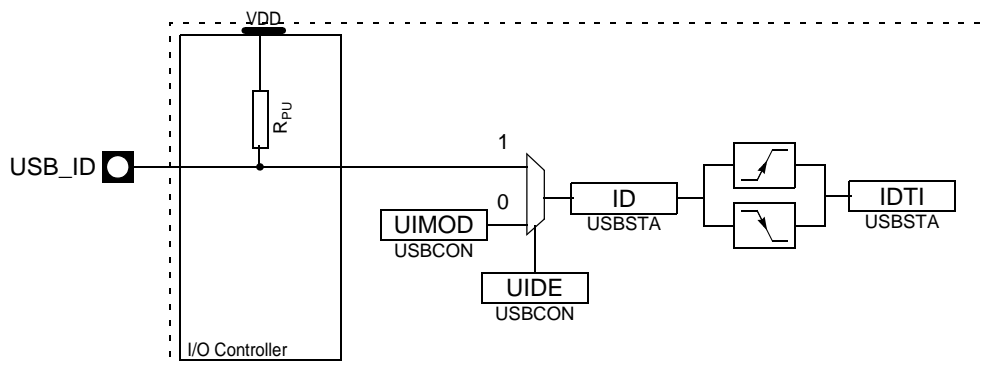 VDD
RPU
1
USB_ID
0
ID
USBSTA
IDTI
USBSTA
UIMOD
USBCON
UIDE
USBCON
I/O Controller